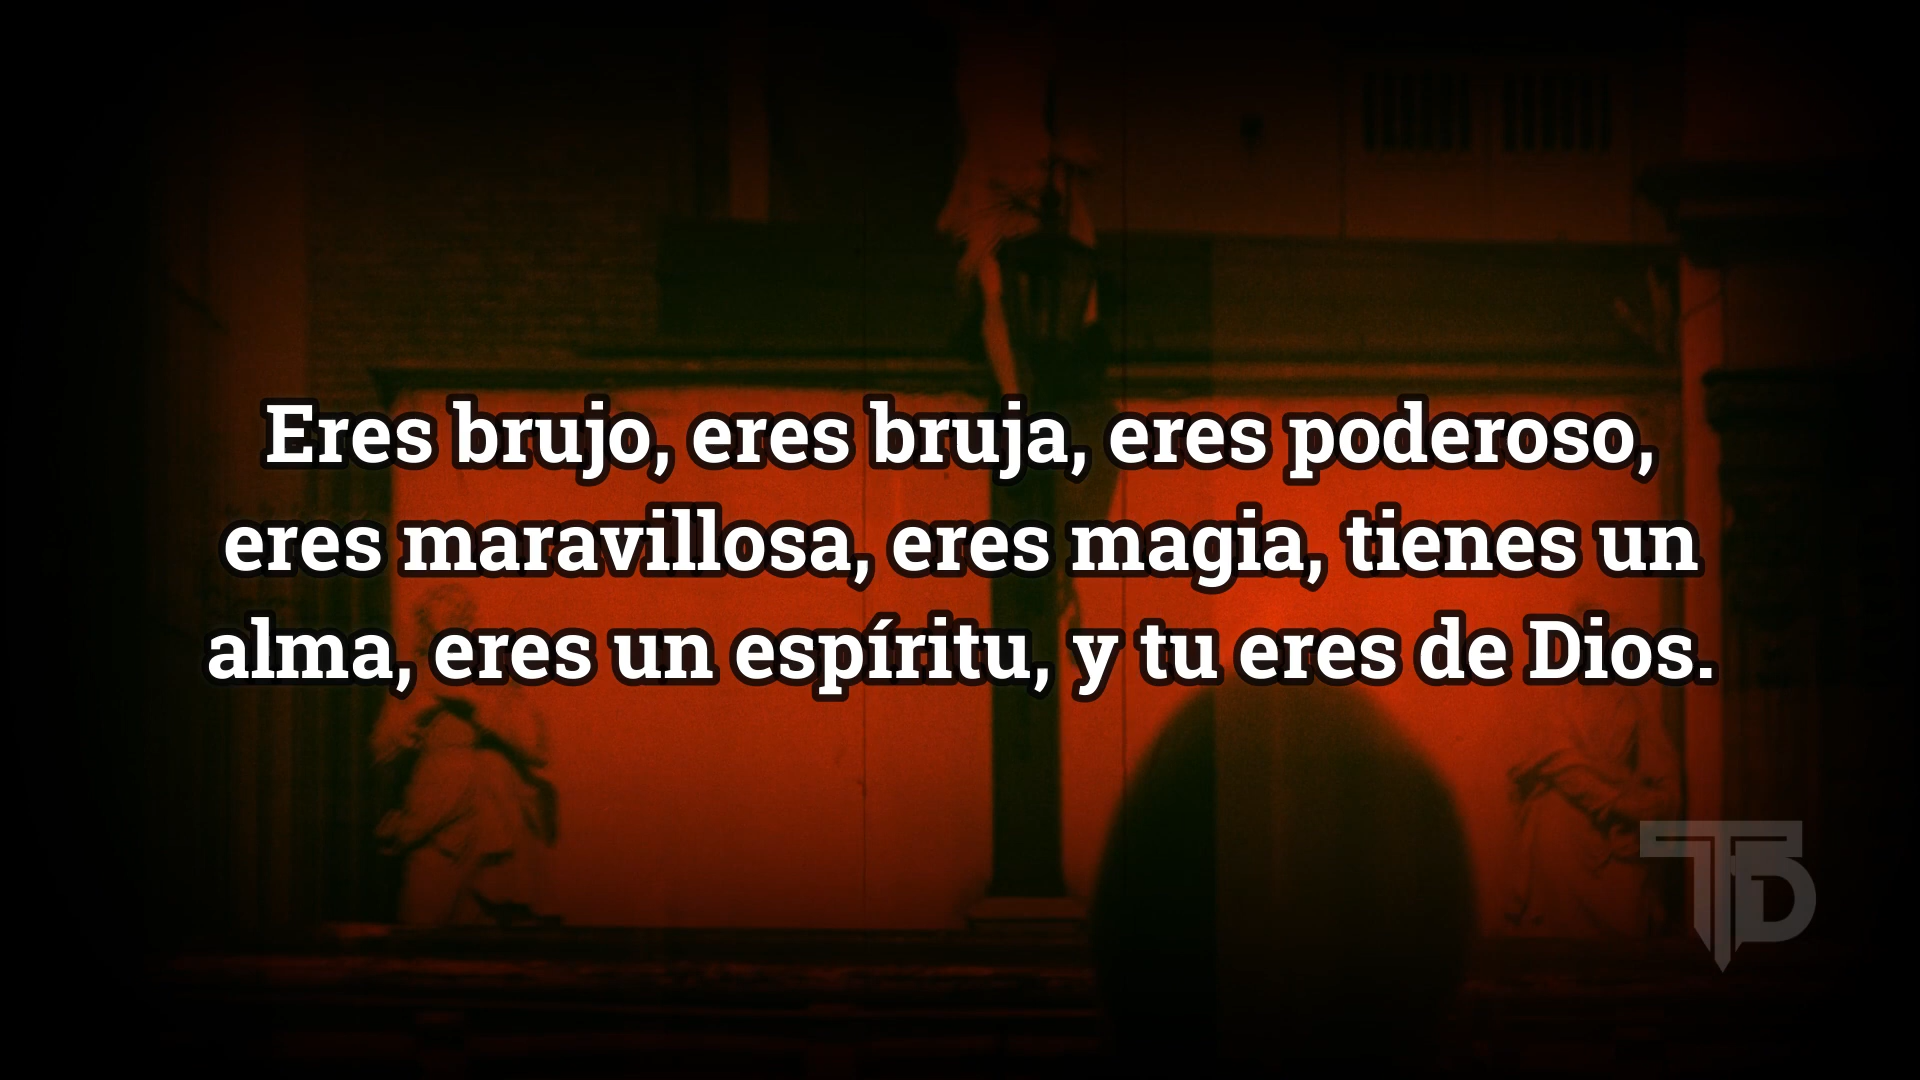 Eres brujo, eres bruja, eres poderoso,
eres maravillosa, eres magia, tienes un
alma, eres un espíritu, y tu eres de Dios.
TD